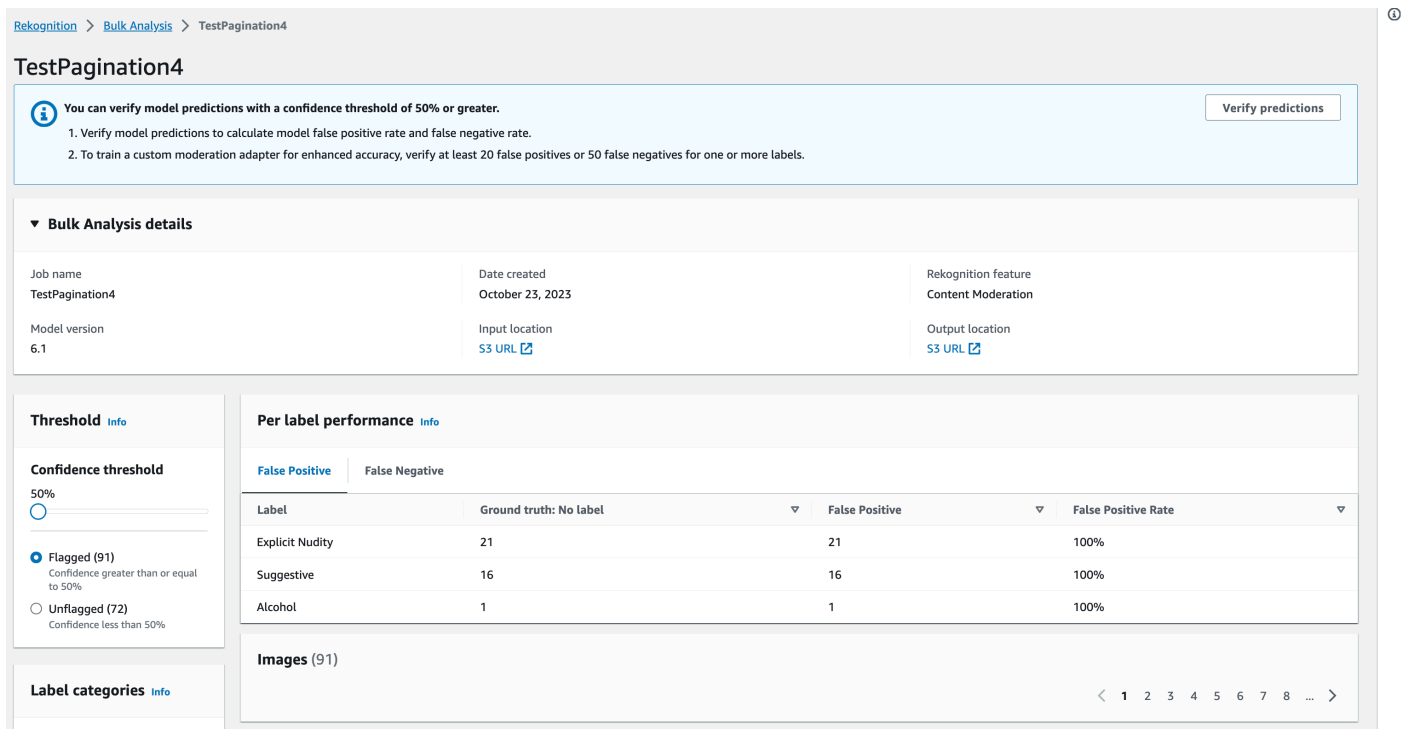 Rekognition > Bulk Analysis > TestPagination4
TestPagination4
You can verify model predictions with a confidence threshold of 50% or greater.
Verify predictions
1. Verify model predictions to calculate model false positive rate and false negative rate.
2. To train a custom moderation adapter for enhanced accuracy, verify at least 20 false positives or 50 false negatives for one or more labels.
Bulk Analysis details
Job name
TestPagination4
Date created
October 23, 2023
Rekognition feature
Content Moderation
Model version
6.1
Input location
S3 URL
Output location
S3 URL
Threshold Info
Confidence threshold
50%
Flagged (91)
Confidence greater than or equal
to 50%
Unflagged (72)
Confidence less than 50%
Label categories Info
Per label performance Info
False Positive False Negative
Label Ground truth: No label False Positive False Positive Rate
Explicit Nudity 21 21 100%
Suggestive 16 16 100%
Alcohol 1 1 100%
Images (91)
< 1 2 3 4 5 6 7 8 ... >